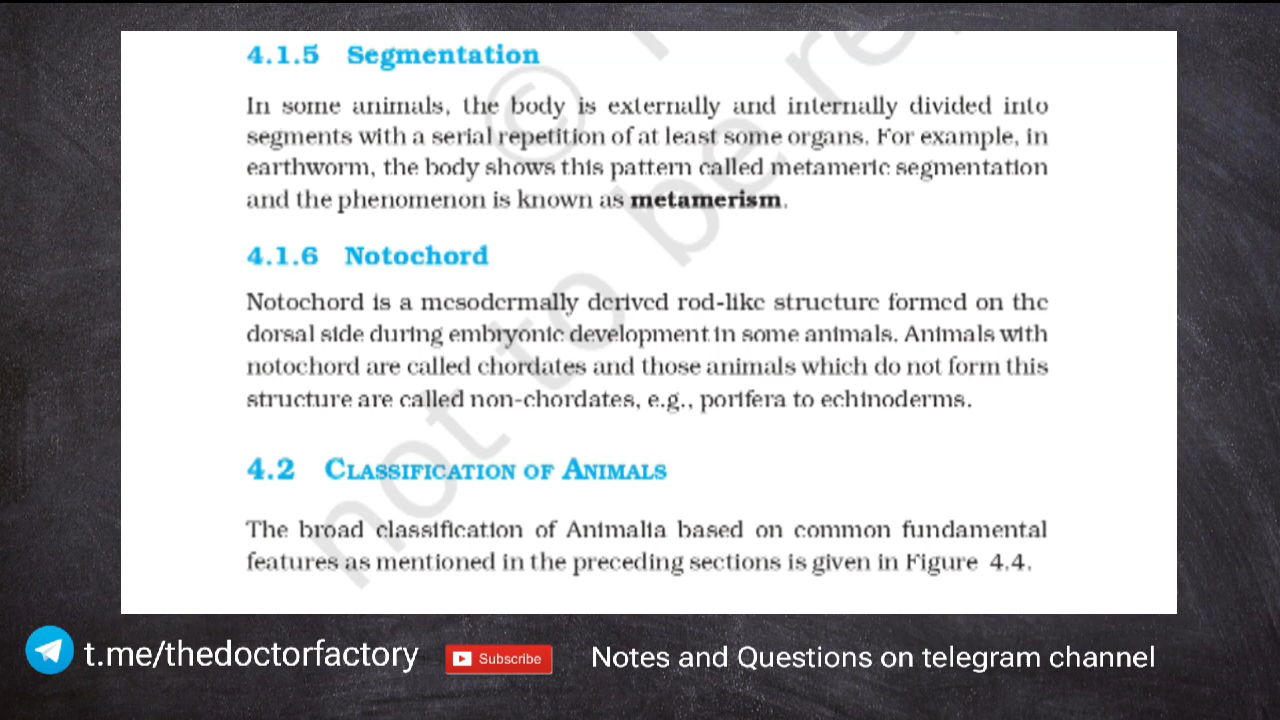 4.1.5 Segmentation
In some animals, the body is externally and internally divided into
segments with a serial repetition of at least some organs. For example, in
earthworm, the body shows this pattern called metameric segmentation
and the phenomenon is known as metamerism.
4.1.6 Notochord
Notochord is a mesodermally derived rod-like structure formed on the
dorsal side during embryonic development in some animals. Animals with
notochord are called chordates and those animals which do not form this
structure are called non-chordates, e.g., porifera to echinoderms.
4.2 CLASSIFICATION OF ANIMALS
The broad classification of Animalia based on common fundamental
features as mentioned in the preceding sections is given in Figure 4.4.
© 
not to be re
t.me/thedoctorfactory
Subscribe
Notes and Questions on telegram channel